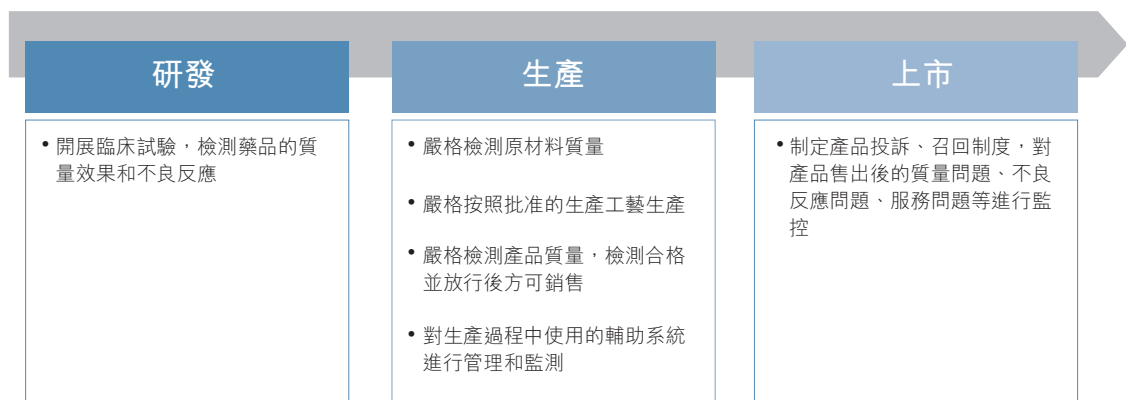 研發
• 開展臨床試驗，檢測藥品的質
量效果和不良反應
生產
• 嚴格檢測原材料質量
• 嚴格按照批准的生產工藝生產
• 嚴格檢測產品質量，檢測合格
並放行後方可銷售
• 對生產過程中使用的輔助系統
進行管理和監測
上市
• 制定產品投訴、召回制度，對
產品售出後的質量問題、不良
反應問題、服務問題等進行監
控